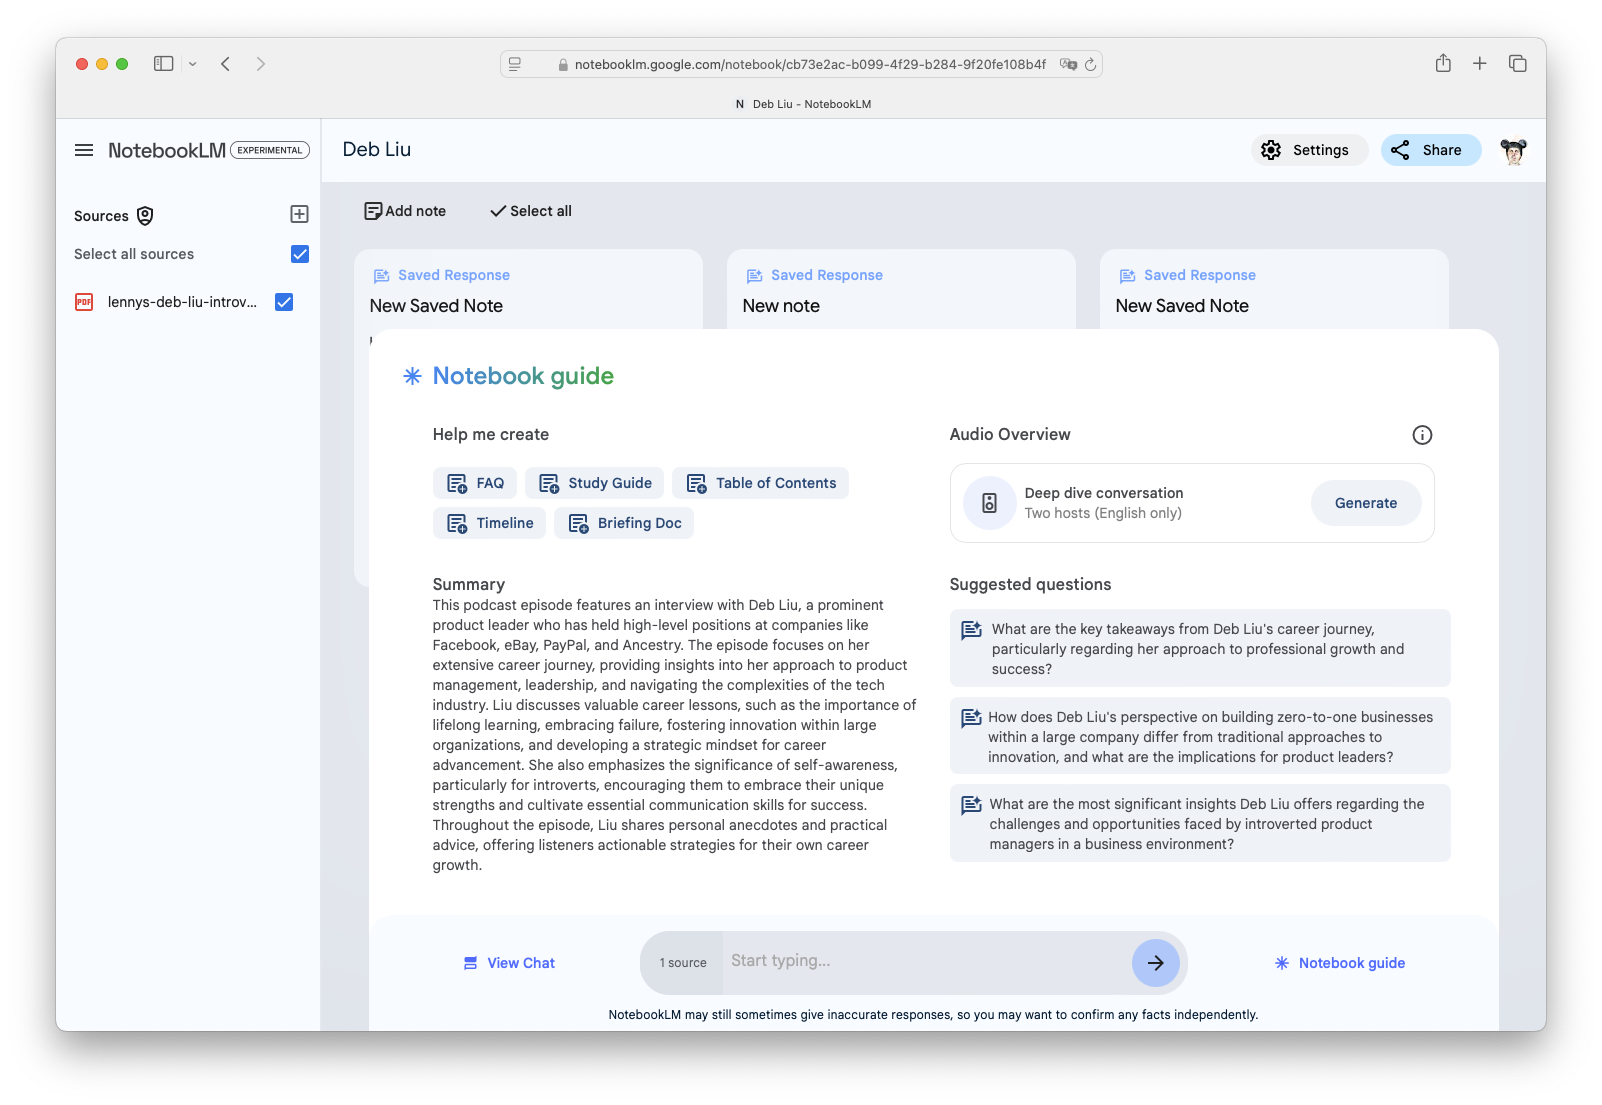 notebooklm.google.com/notebook/cb73e2ac-b099-4f29-b284-9f20fe108b4f
N Deb Liu - NotebookLM
NotebookLM EXPERIMENTAL
Deb Liu
Settings
Share
Sources
Select all sources
PDF lennys-deb-liu-introv...
Add note
Select all
Saved Response
New Saved Note
Saved Response
New note
Saved Response
New Saved Note
Notebook guide
Help me create
FAQ
Study Guide
Table of Contents
Timeline
Briefing Doc
Audio Overview
Deep dive conversation
Two hosts (English only)
Generate
Summary
This podcast episode features an interview with Deb Liu, a prominent
product leader who has held high-level positions at companies like
Facebook, eBay, PayPal, and Ancestry. The episode focuses on her
extensive career journey, providing insights into her approach to product
management, leadership, and navigating the complexities of the tech
industry. Liu discusses valuable career lessons, such as the importance of
lifelong learning, embracing failure, fostering innovation within large
organizations, and developing a strategic mindset for career
advancement. She also emphasizes the significance of self-awareness,
particularly for introverts, encouraging them to embrace their unique
strengths and cultivate essential communication skills for success.
Throughout the episode, Liu shares personal anecdotes and practical
advice, offering listeners actionable strategies for their own career
growth.
Suggested questions
What are the key takeaways from Deb Liu's career journey,
particularly regarding her approach to professional growth and
success?
How does Deb Liu's perspective on building zero-to-one businesses
within a large company differ from traditional approaches to
innovation, and what are the implications for product leaders?
What are the most significant insights Deb Liu offers regarding the
challenges and opportunities faced by introverted product
managers in a business environment?
View Chat
1 source
Start typing...
Notebook guide
NotebookLM may still sometimes give inaccurate responses, so you may want to confirm any facts independently.